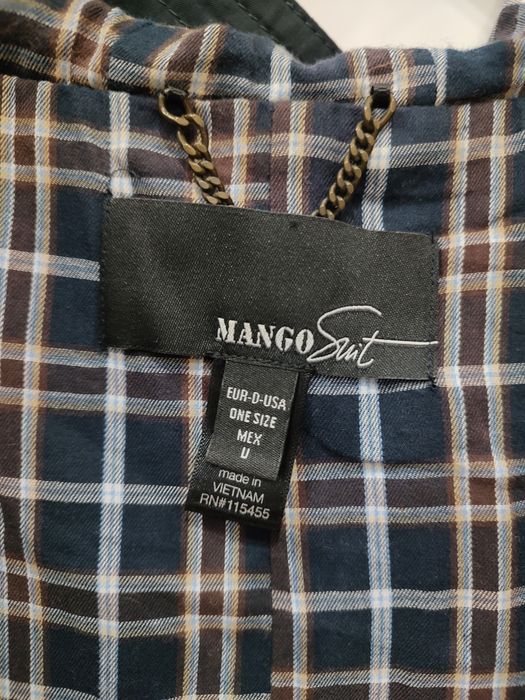 MANGO Suit
EUR-D-USA
ONE SIZE
MEX
U
made in
VIETNAM
RN#115455